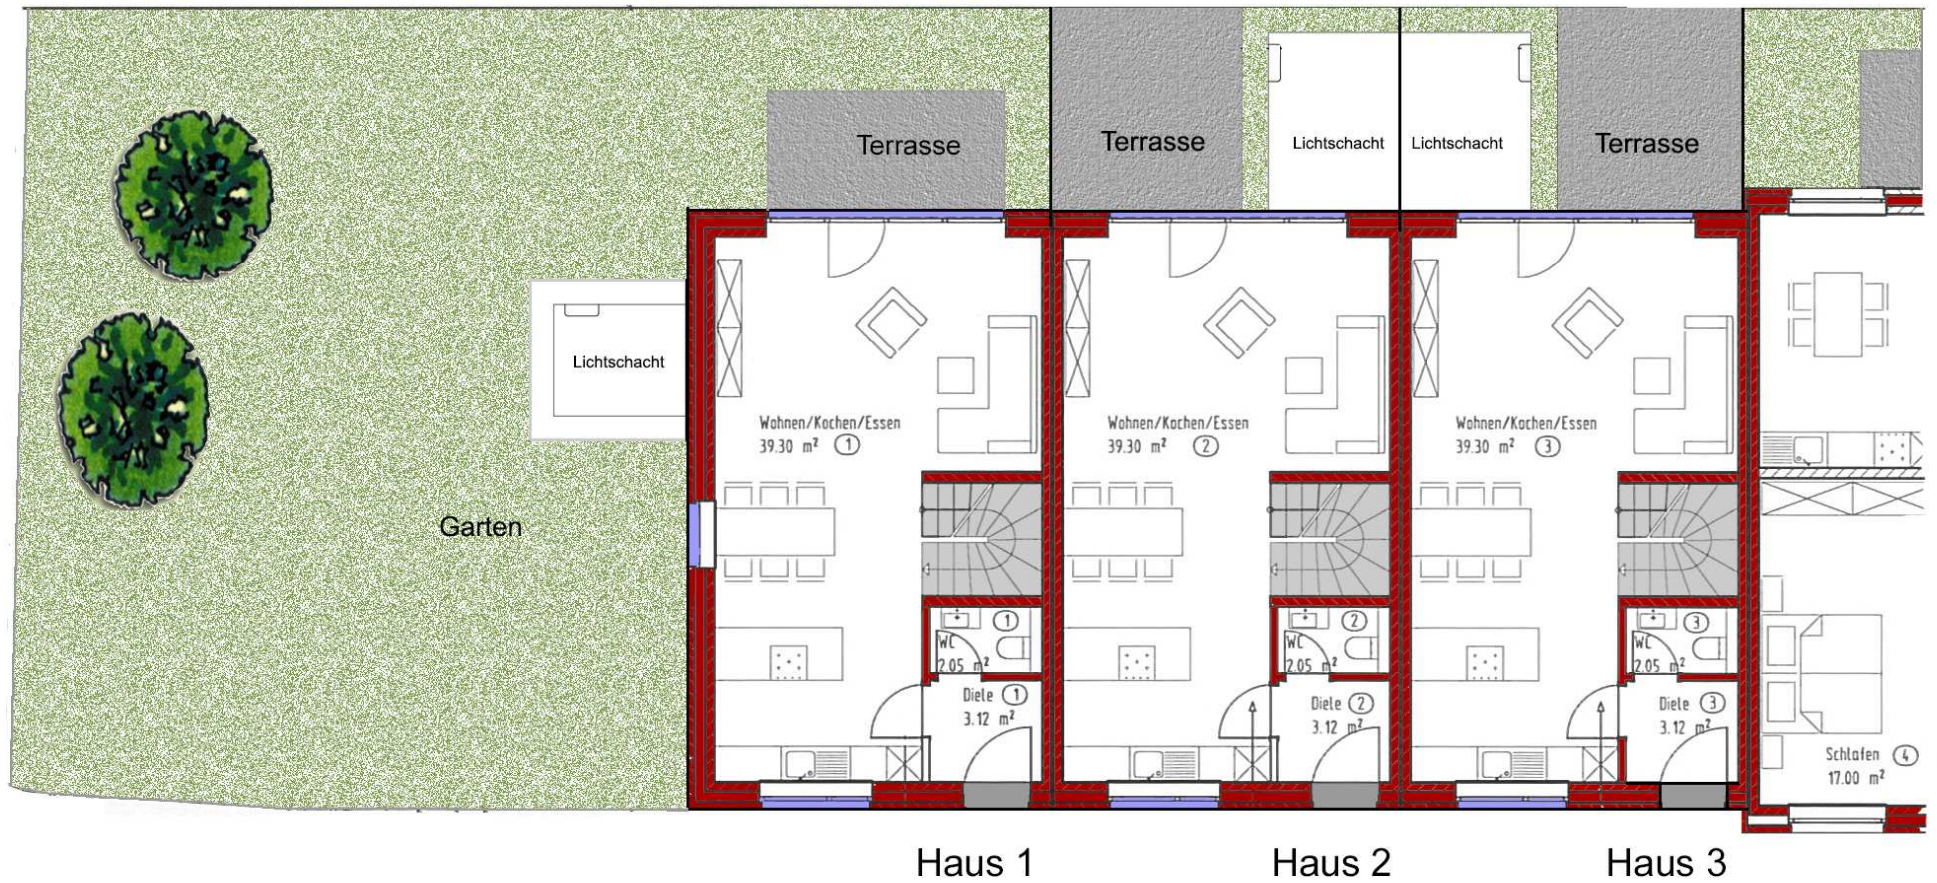 Terrasse
Terrasse
Lichtschacht
Lichtschacht
Terrasse
Lichtschacht
Garten
Wohnen/Kochen/Essen
39.30 m² 1
Wohnen/Kochen/Essen
39.30 m² 2
Wohnen/Kochen/Essen
39.30 m² 3
1
WC
2.05 m²
2
WC
2.05 m²
3
WC
2.05 m²
Diele 1
3.12 m²
Diele 2
3.12 m²
Diele 3
3.12 m²
Schlafen 4
17.00 m²
Haus 1
Haus 2
Haus 3